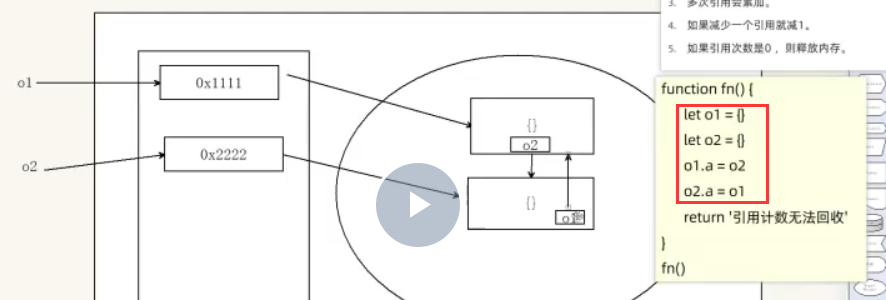 3. 多次引用会累加。
4. 如果减少一个引用就减1。
5. 如果引用次数是0，则释放内存。
o1
0x1111
o2
0x2222
{}
o2
{}
o1
function fn() {
let o1 = {}
let o2 = {}
o1.a = o2
o2.a = o1
return '引用计数无法回收'
}
fn()